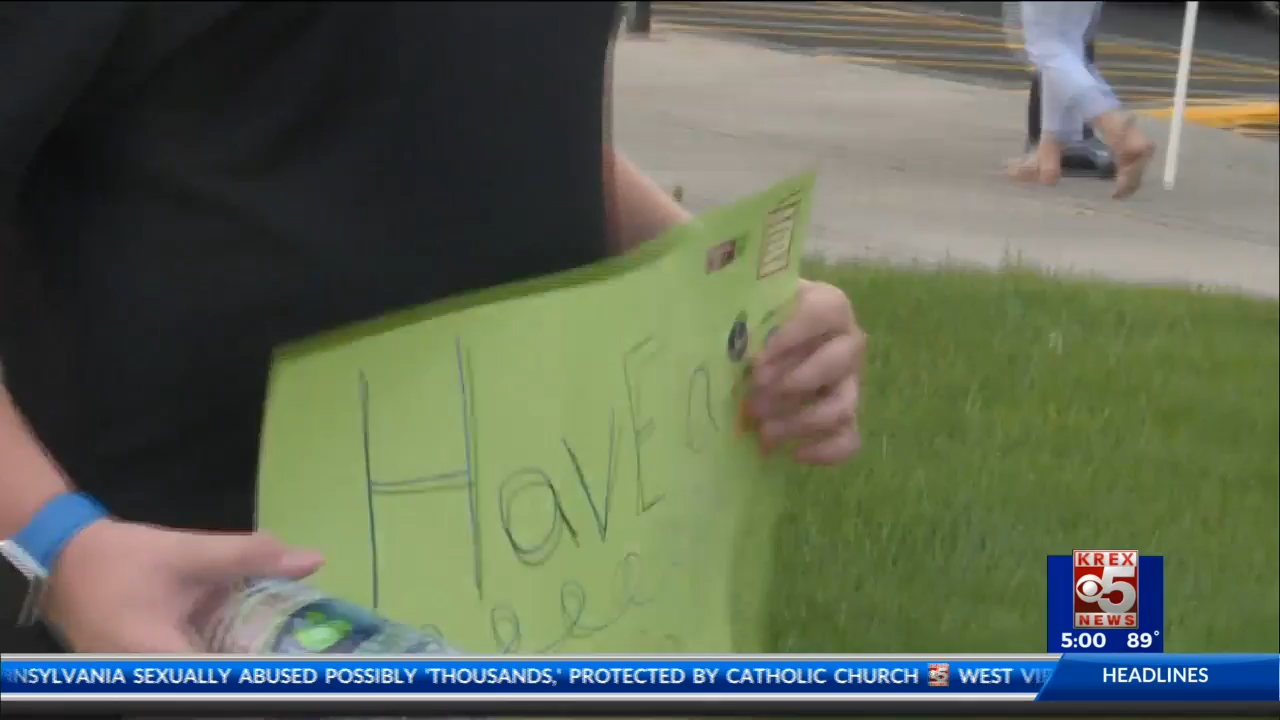 HavE a
KREX
5
NEWS
5:00 89°
NSYLVANIA SEXUALLY ABUSED POSSIBLY 'THOUSANDS,' PROTECTED BY CATHOLIC CHURCH 5 WEST VI
HEADLINES